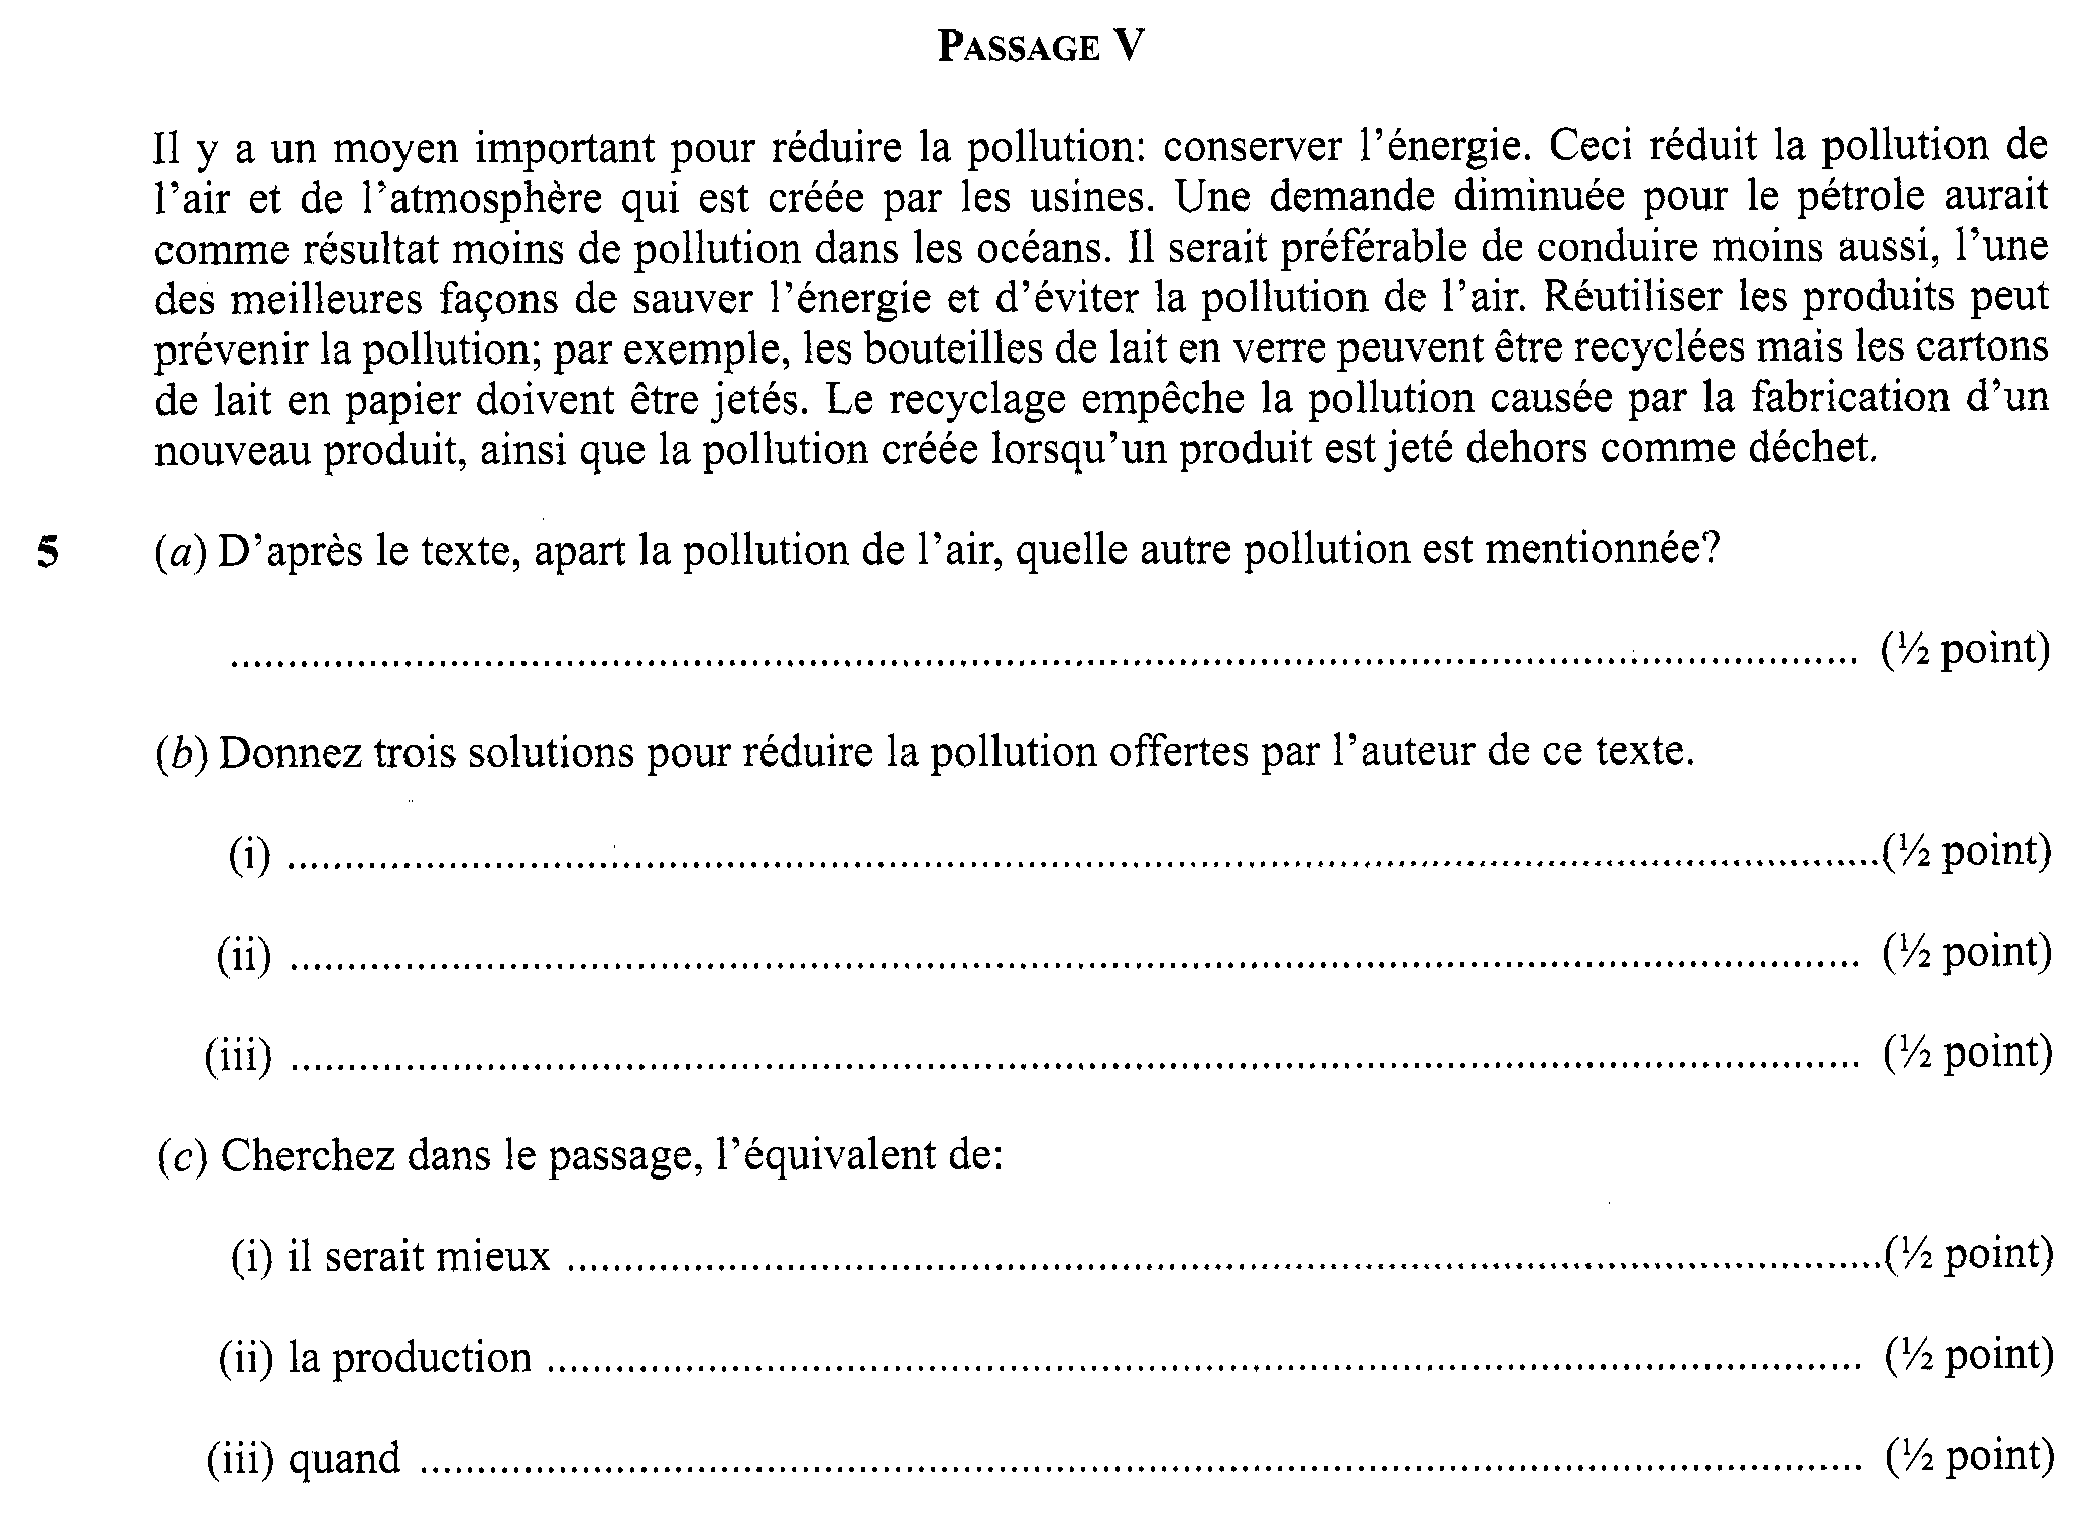 PASSAGE V
Il y a un moyen important pour réduire la pollution: conserver l'énergie. Ceci réduit la pollution de
l'air et de l'atmosphère qui est créée par les usines. Une demande diminuée pour le pétrole aurait
comme résultat moins de pollution dans les océans. Il serait préférable de conduire moins aussi, l'une
des meilleures façons de sauver l'énergie et d'éviter la pollution de l'air. Réutiliser les produits peut
prévenir la pollution; par exemple, les bouteilles de lait en verre peuvent être recyclées mais les cartons
de lait en papier doivent être jetés. Le recyclage empêche la pollution causée par la fabrication d'un
nouveau produit, ainsi que la pollution créée lorsqu'un produit est jeté dehors comme déchet.
5 (a) D'après le texte, apart la pollution de l'air, quelle autre pollution est mentionnée?
.................................................. (½ point)
(b) Donnez trois solutions pour réduire la pollution offertes par l'auteur de ce texte.
(i) ..................................................(½ point)
(ii) .................................................. (½ point)
(iii) .................................................. (½ point)
(c) Cherchez dans le passage, l'équivalent de:
(i) il serait mieux ..................................................(½ point)
(ii) la production .................................................. (½ point)
(iii) quand .................................................. (½ point)